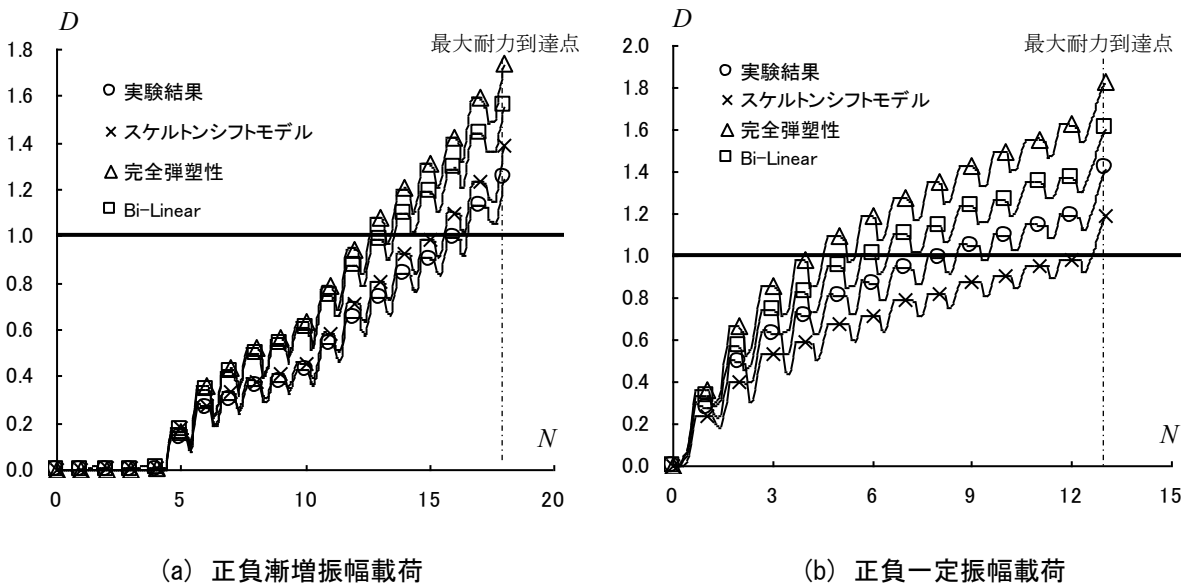 D
最大耐力到達点
1.8
1.6
1.4
1.2
1.0
0.8
0.6
0.4
0.2
0.0
実験結果
スケルトンシフトモデル
完全弾塑性
Bi-Linear
N
0 5 10 15 20
(a) 正負漸増振幅載荷
D
最大耐力到達点
2.0
1.8
1.6
1.4
1.2
1.0
0.8
0.6
0.4
0.2
0.0
実験結果
スケルトンシフトモデル
完全弾塑性
Bi-Linear
N
0 3 6 9 12 15
(b) 正負一定振幅載荷